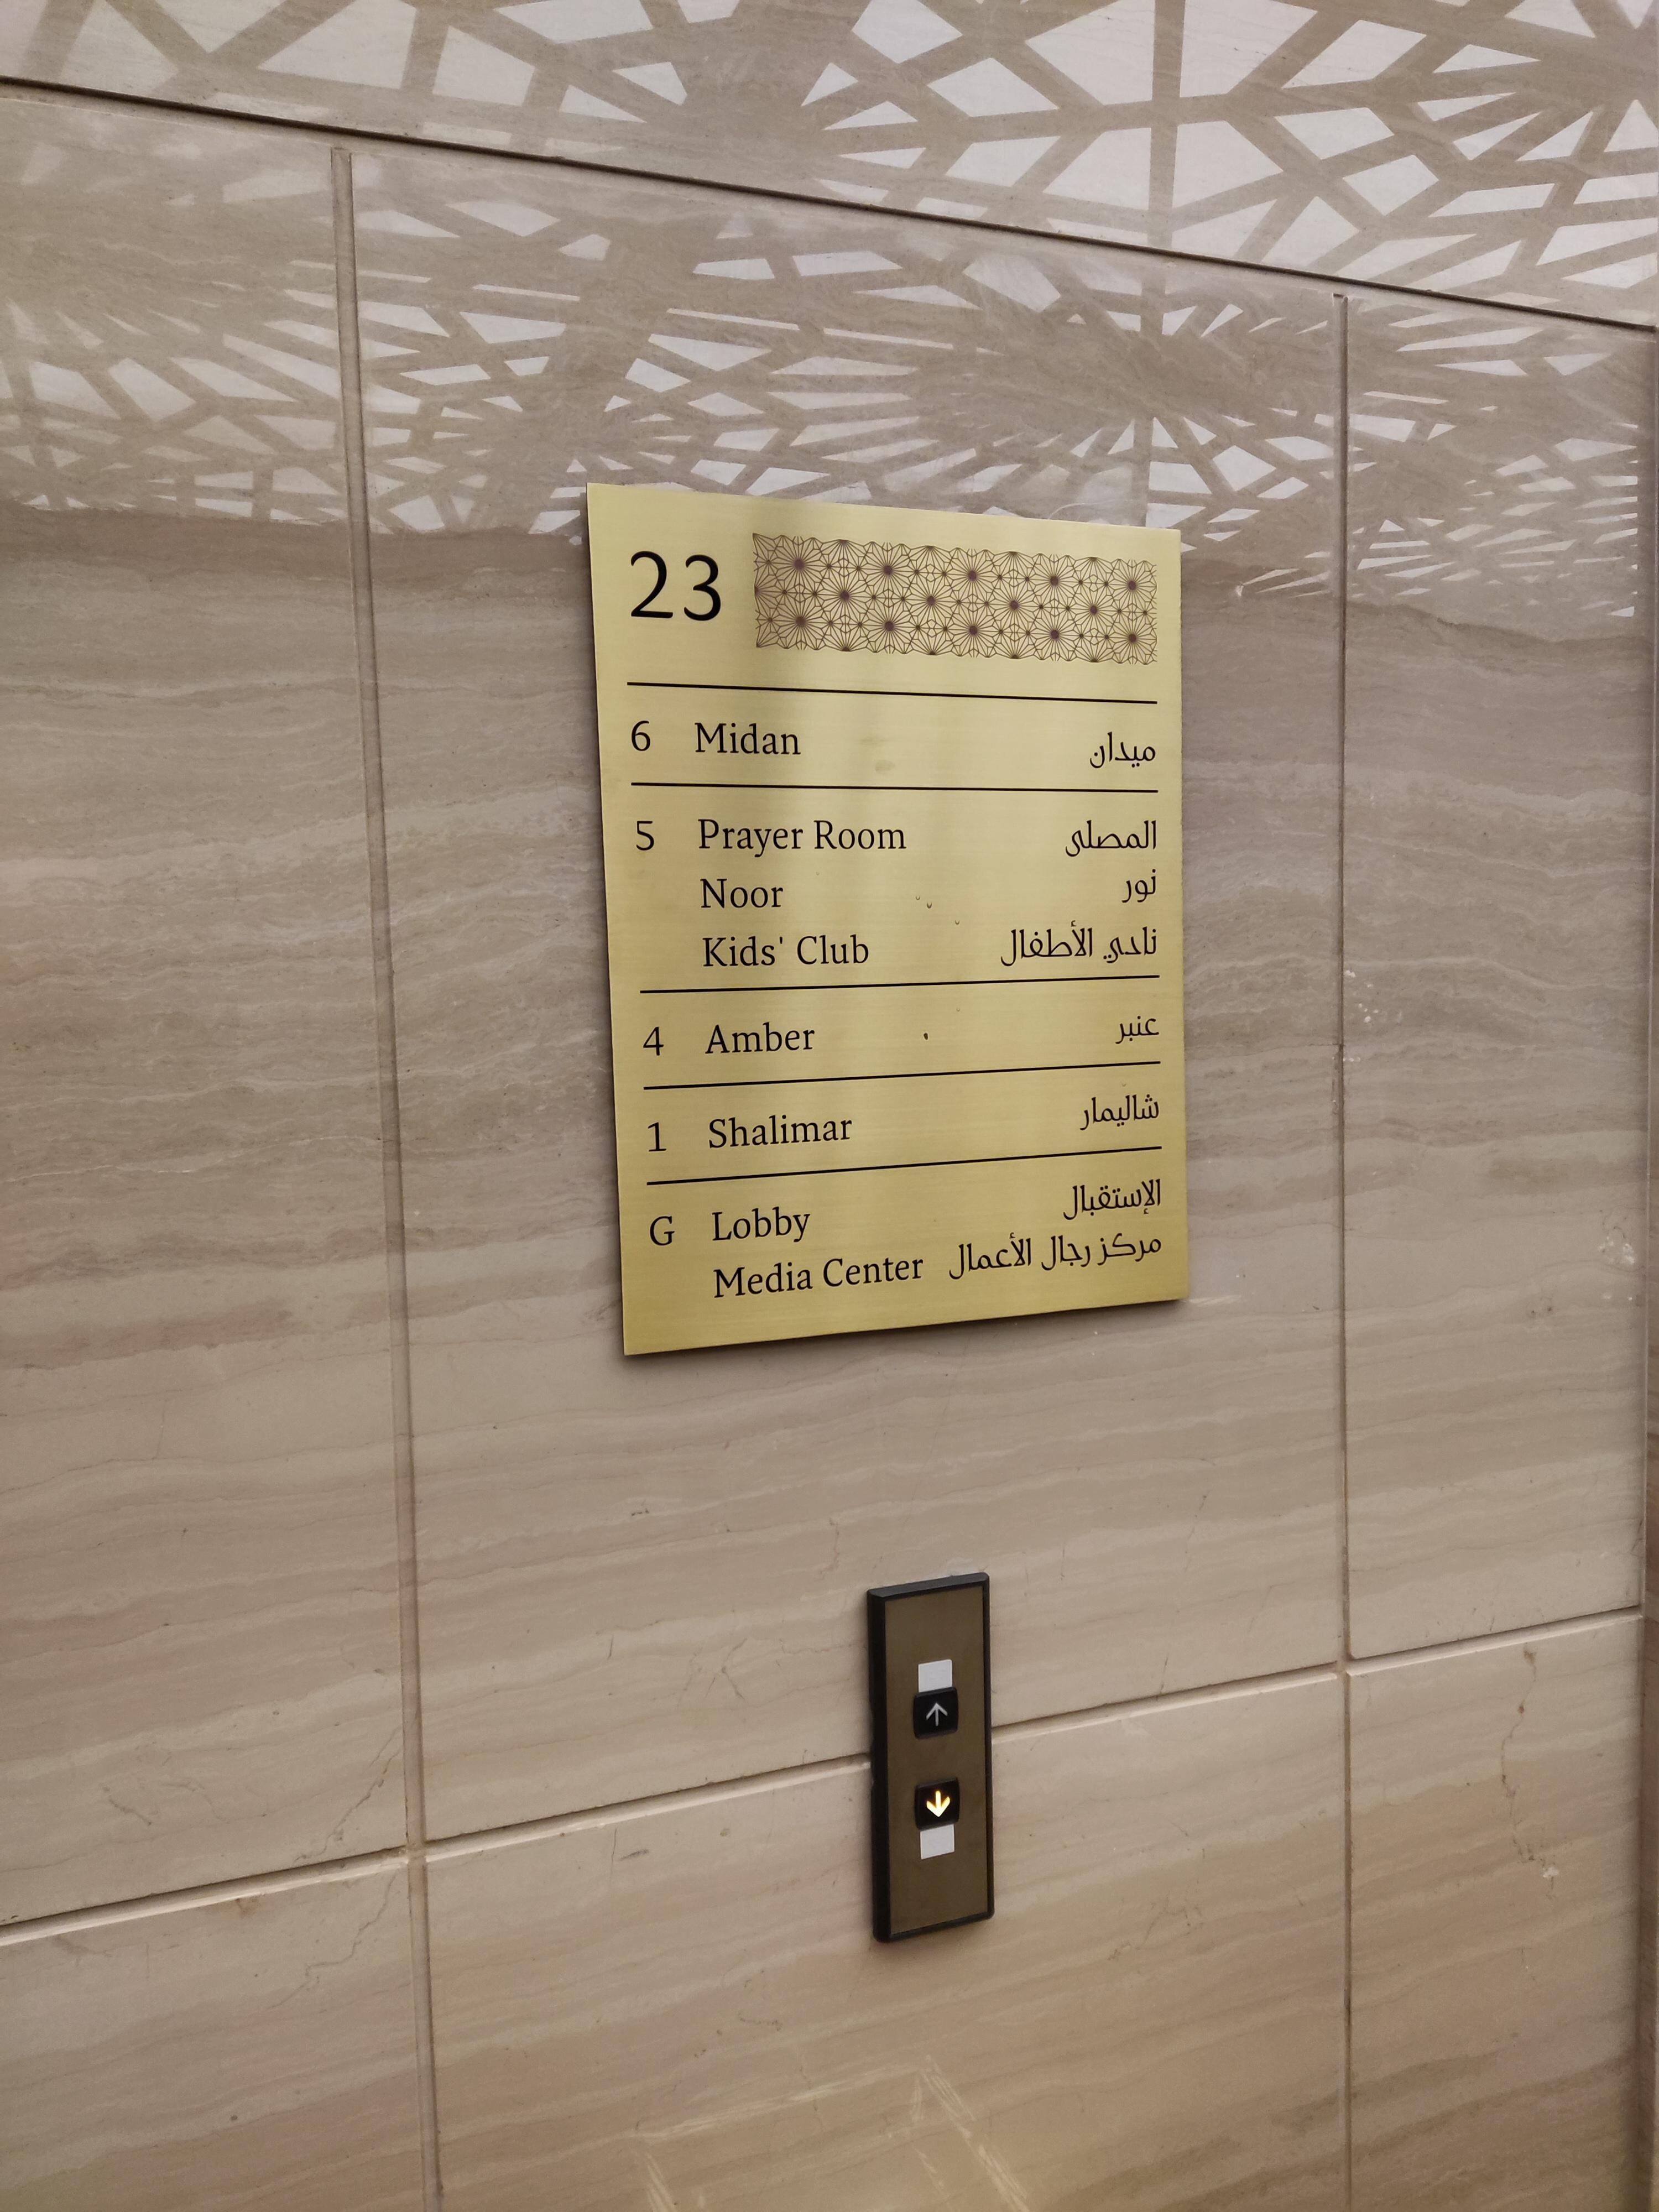 23
6 Midan ميدان
5 Prayer Room المصلى
Noor نور
Kids' Club نادي الأطفال
4 Amber عنبر
1 Shalimar شاليمار
G Lobby الإستقبال
Media Center مركز رجال الأعمال